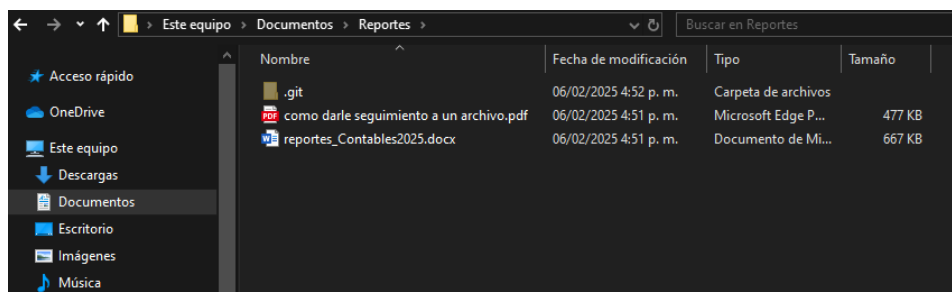 Este equipo > Documentos > Reportes >
Buscar en Reportes
Acceso rápido
OneDrive
Este equipo
Descargas
Documentos
Escritorio
Imágenes
Música
Nombre Fecha de modificación Tipo Tamaño
.git 06/02/2025 4:52 p. m. Carpeta de archivos
PDF como darle seguimiento a un archivo.pdf 06/02/2025 4:51 p. m. Microsoft Edge P... 477 KB
reportes_Contables2025.docx 06/02/2025 4:51 p. m. Documento de Mi... 667 KB